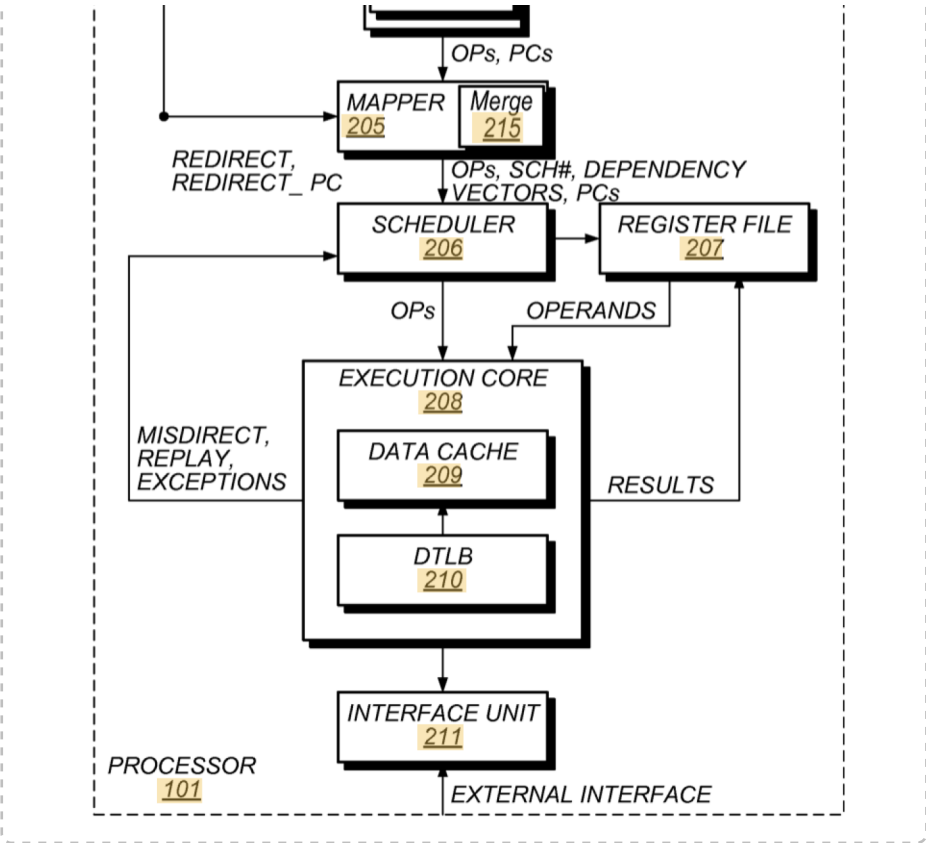 OPs, PCs
MAPPER
205
Merge
215
REDIRECT,
REDIRECT_ PC
OPs, SCH#, DEPENDENCY
VECTORS, PCs
SCHEDULER
206
REGISTER FILE
207
OPs
OPERANDS
EXECUTION CORE
208
MISDIRECT,
REPLAY,
EXCEPTIONS
DATA CACHE
209
RESULTS
DTLB
210
INTERFACE UNIT
211
PROCESSOR
101
EXTERNAL INTERFACE